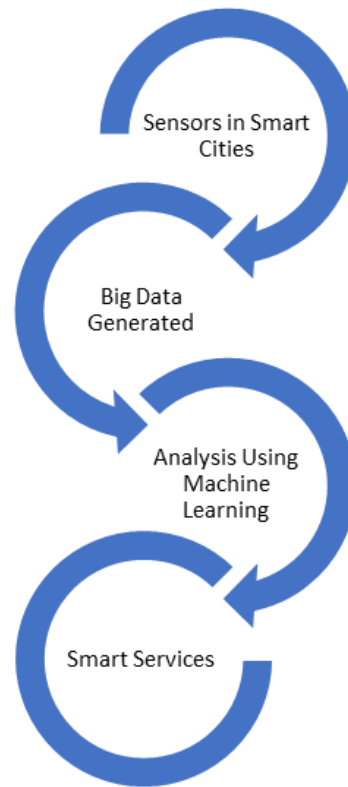 Sensors in Smart
Cities
Big Data
Generated
Analysis Using
Machine
Learning
Smart Services